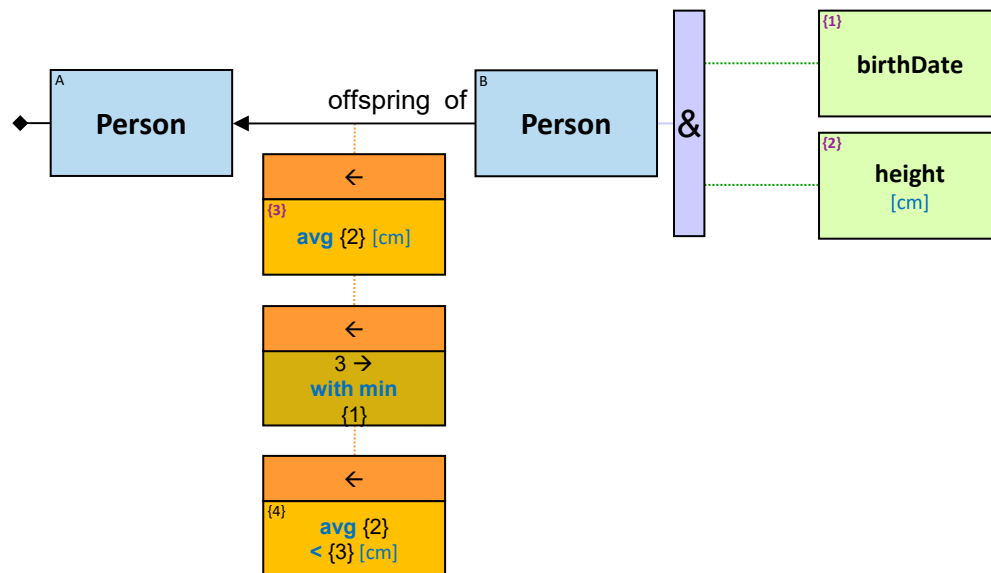 A
Person
offspring of
B
Person
&
{1}
birthDate
{2}
height
[cm]
←
{3}
avg {2} [cm]
←
3 →
with min
{1}
←
{4}
avg {2}
< {3} [cm]